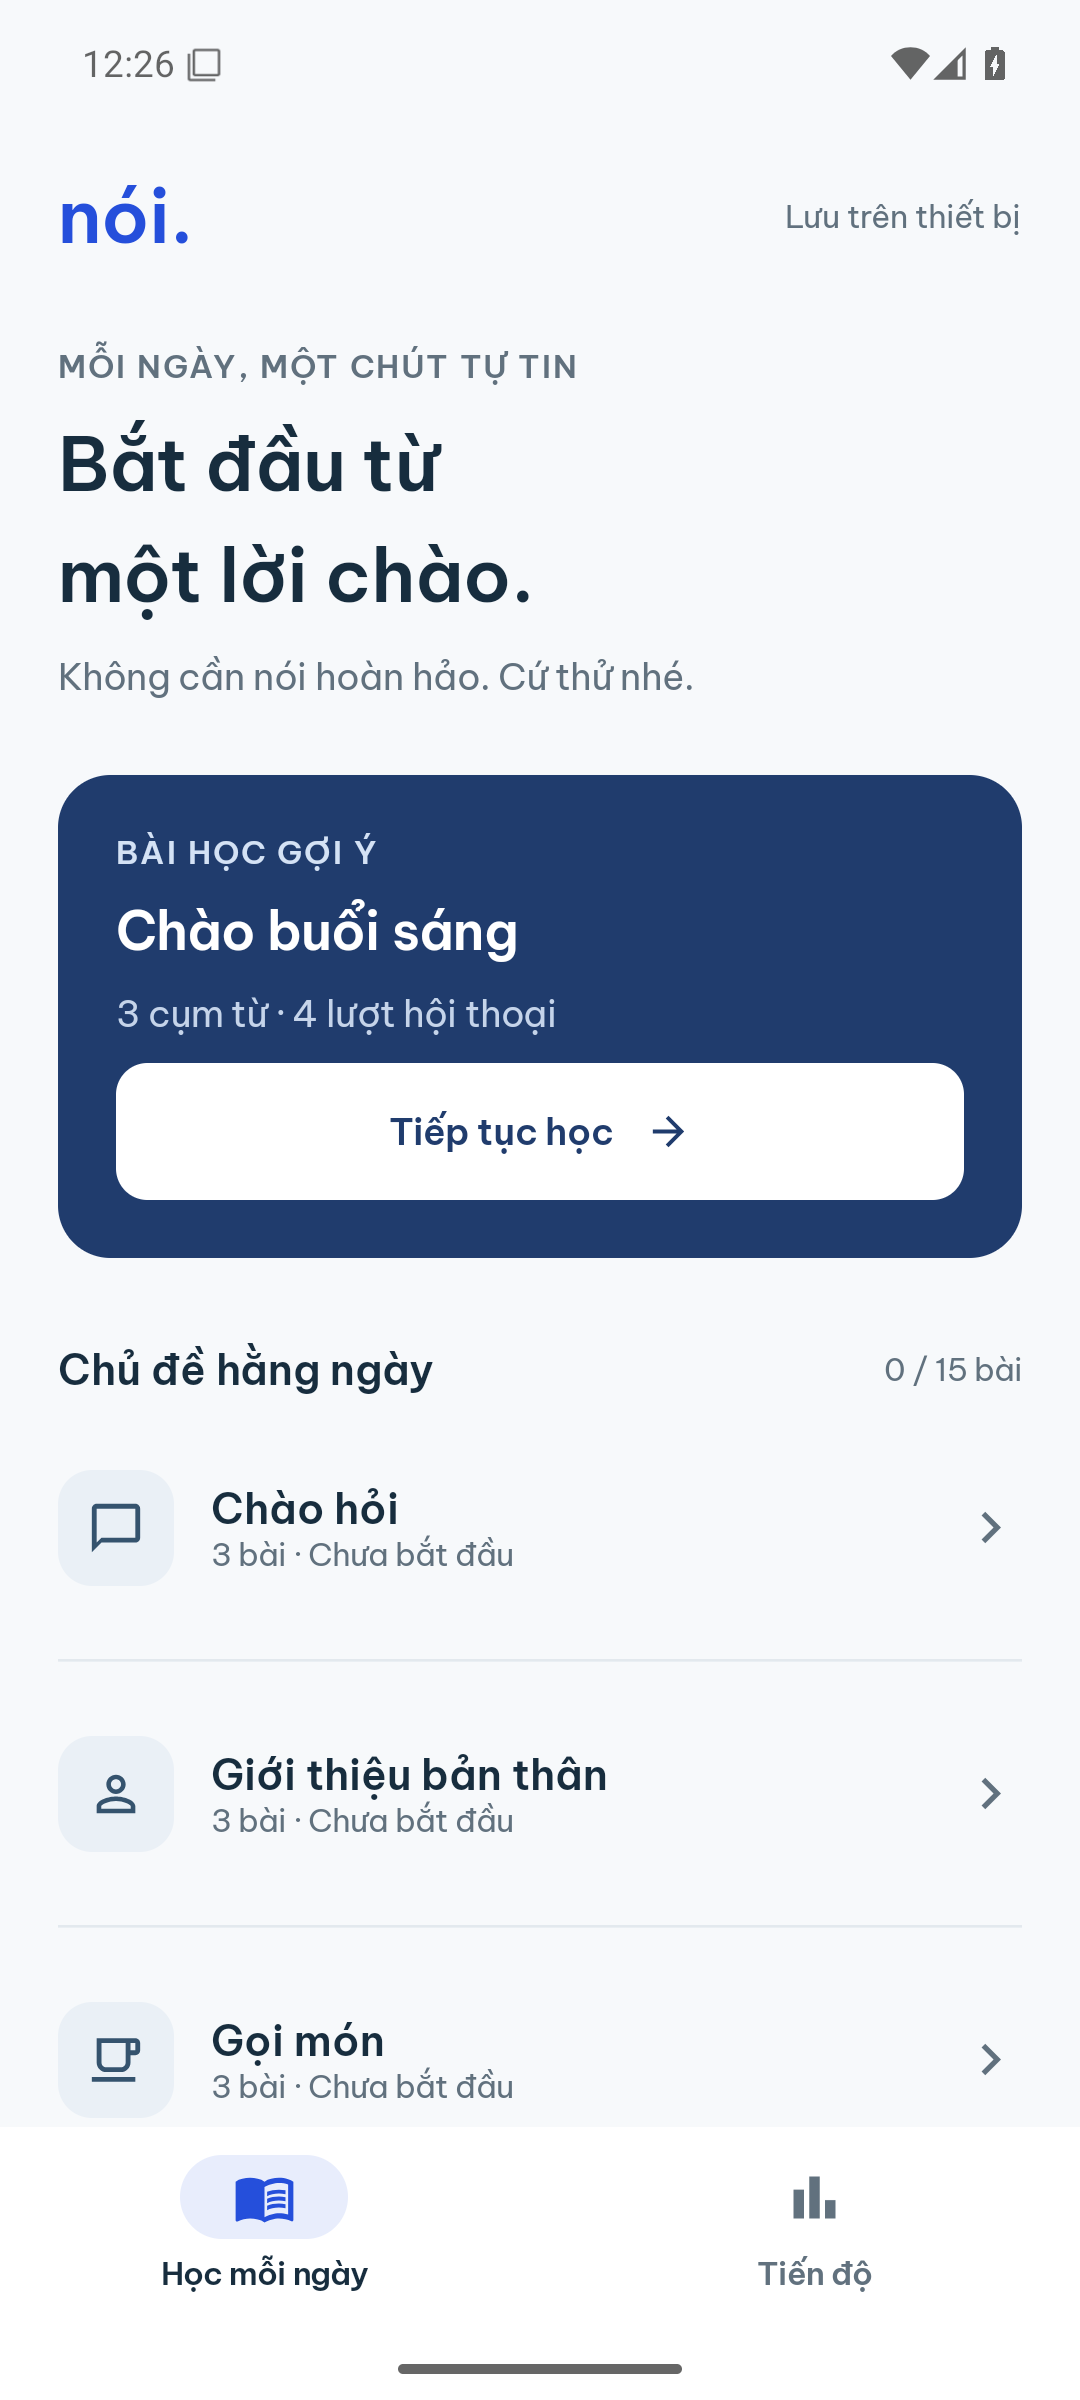 12:26
nói.
Lưu trên thiết bị
MỖI NGÀY, MỘT CHÚT TỰ TIN
Bắt đầu từ
một lời chào.
Không cần nói hoàn hảo. Cứ thử nhé.
BÀI HỌC GỢI Ý
Chào buổi sáng
3 cụm từ · 4 lượt hội thoại
Tiếp tục học
Chủ đề hằng ngày
0 / 15 bài
Chào hỏi
3 bài · Chưa bắt đầu
Giới thiệu bản thân
3 bài · Chưa bắt đầu
Gọi món
3 bài · Chưa bắt đầu
Học mỗi ngày
Tiến độ